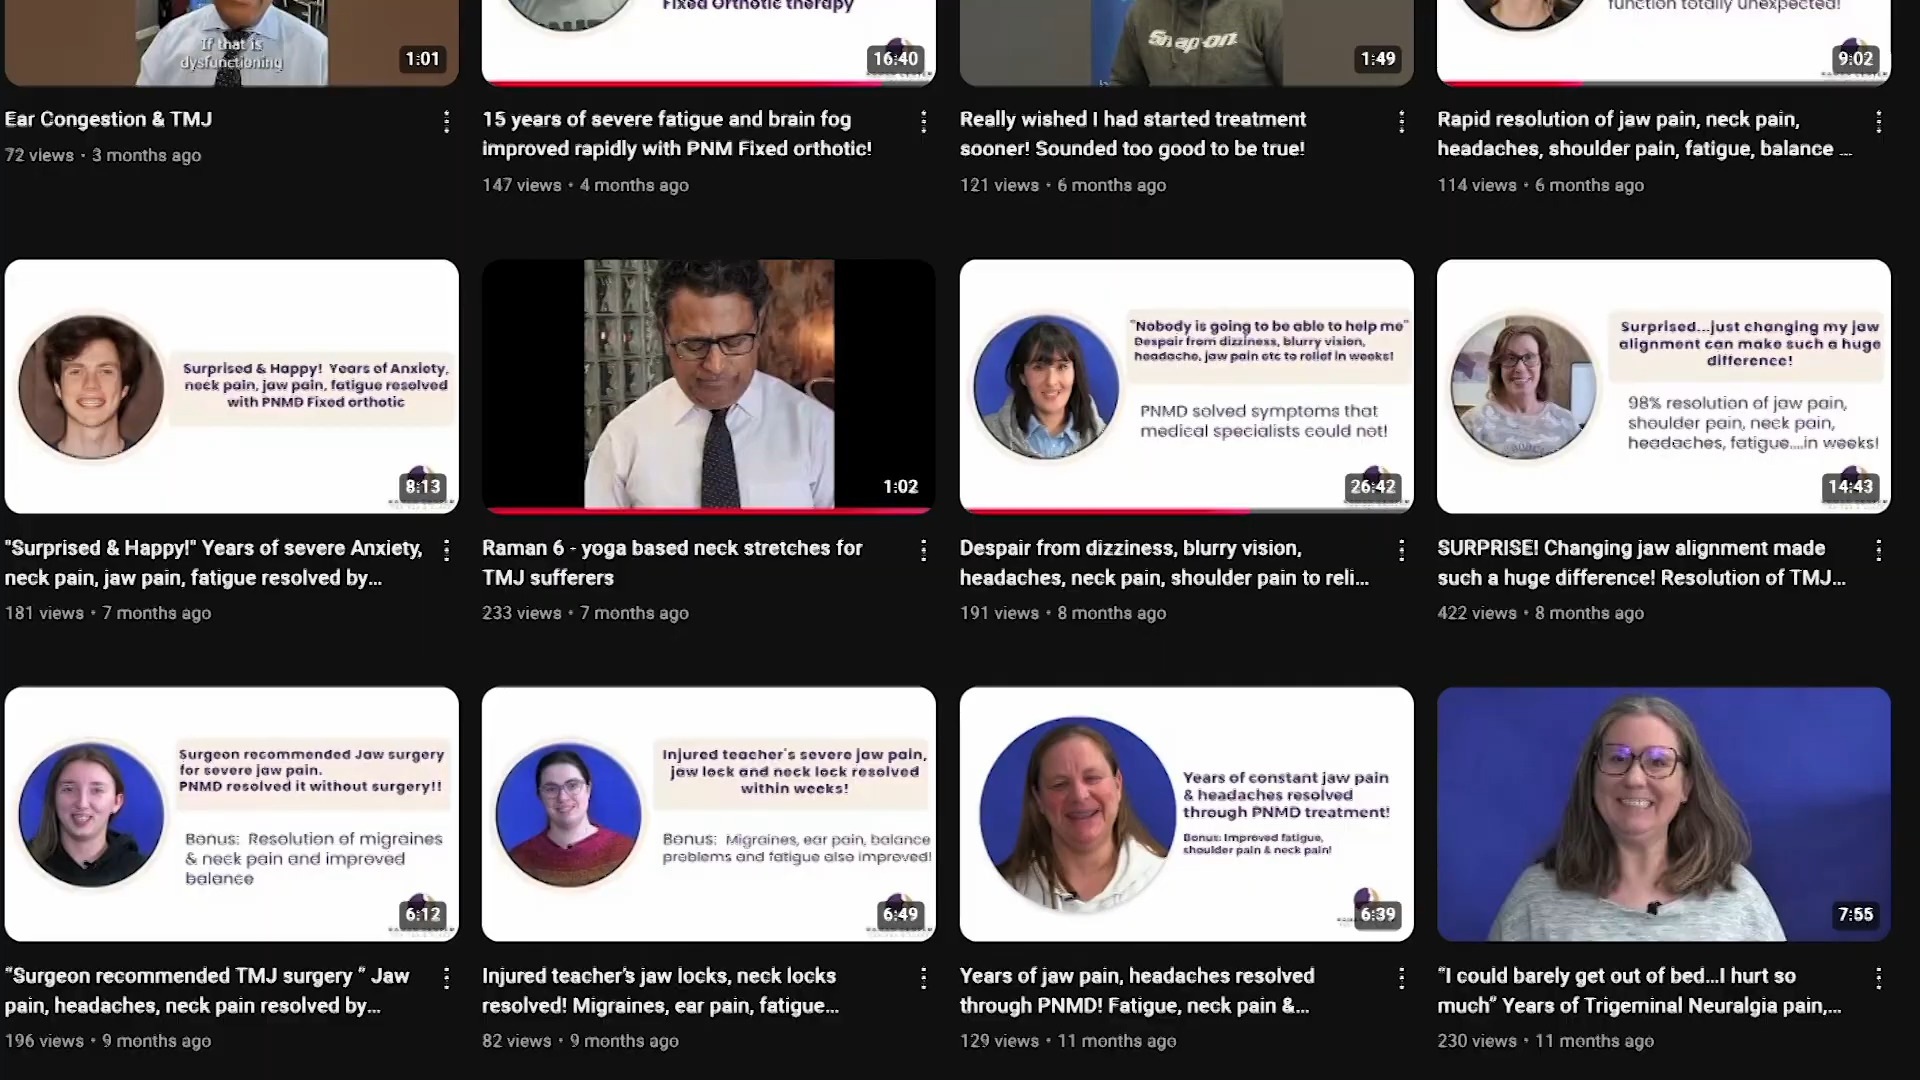 If that is
dysfunctioning
1:01
Fixed Orthotic therapy
16:40
Snap-on
1:49
function totally unexpected!
9:02
Ear Congestion & TMJ
72 views • 3 months ago
15 years of severe fatigue and brain fog
improved rapidly with PNM Fixed orthotic!
147 views • 4 months ago
Really wished I had started treatment
sooner! Sounded too good to be true!
121 views • 6 months ago
Rapid resolution of jaw pain, neck pain,
headaches, shoulder pain, fatigue, balance ...
114 views • 6 months ago
Surprised & Happy! Years of Anxiety,
neck pain, jaw pain, fatigue resolved
with PNMD Fixed orthotic
8:13
1:02
"Nobody is going to be able to help me"
Despair from dizziness, blurry vision,
headache, jaw pain etc to relief in weeks!
PNMD solved symptoms that
medical specialists could not!
26:42
Surprised...just changing my jaw
alignment can make such a huge
difference!
98% resolution of jaw pain,
shoulder pain, neck pain,
headaches, fatigue....in weeks!
14:43
"Surprised & Happy!" Years of severe Anxiety,
neck pain, jaw pain, fatigue resolved by...
181 views • 7 months ago
Raman 6 - yoga based neck stretches for
TMJ sufferers
233 views • 7 months ago
Despair from dizziness, blurry vision,
headaches, neck pain, shoulder pain to reli...
191 views • 8 months ago
SURPRISE! Changing jaw alignment made
such a huge difference! Resolution of TMJ...
422 views • 8 months ago
Surgeon recommended Jaw surgery
for severe jaw pain.
PNMD resolved it without surgery!!
Bonus: Resolution of migraines
& neck pain and improved
balance
6:12
Injured teacher's severe jaw pain,
jaw lock and neck lock resolved
within weeks!
Bonus: Migraines, ear pain, balance
problems and fatigue also improved!
6:49
Years of constant jaw pain
& headaches resolved
through PNMD treatment!
Bonus: Improved fatigue,
shoulder pain & neck pain!
6:39
7:55
"Surgeon recommended TMJ surgery " Jaw
pain, headaches, neck pain resolved by...
196 views • 9 months ago
Injured teacher's jaw locks, neck locks
resolved! Migraines, ear pain, fatigue...
82 views • 9 months ago
Years of jaw pain, headaches resolved
through PNMD! Fatigue, neck pain &...
129 views • 11 months ago
"I could barely get out of bed...I hurt so
much" Years of Trigeminal Neuralgia pain,...
230 views • 11 months ago